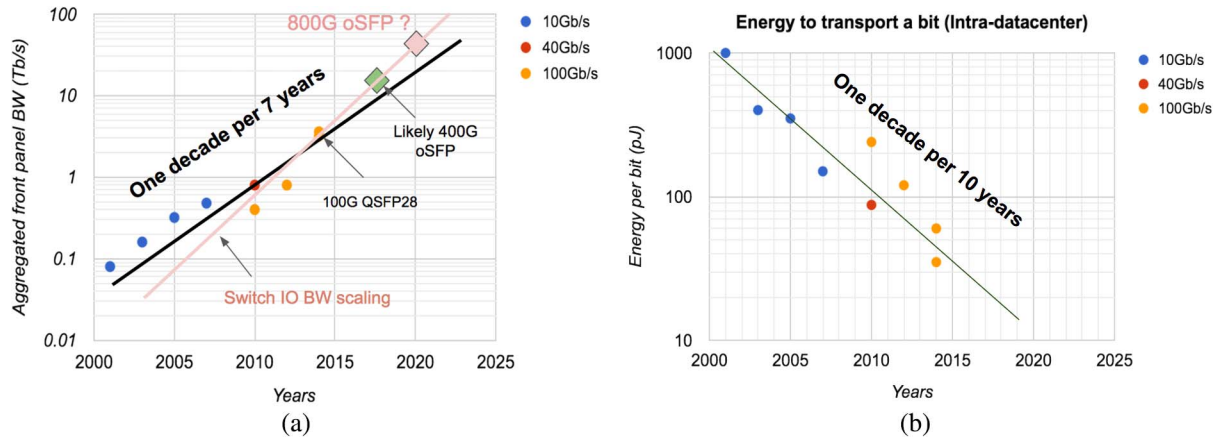 800G oSFP ?
100
10
1
0.1
0.01
Aggregated front panel BW (Tb/s)
One decade per 7 years
Likely 400G
oSFP
100G QSFP28
Switch IO BW scaling
2000 2005 2010 2015 2020 2025
Years
10Gb/s
40Gb/s
100Gb/s
(a)
Energy to transport a bit (Intra-datacenter)
1000
100
10
Energy per bit (pJ)
One decade per 10 years
2000 2005 2010 2015 2020 2025
Years
10Gb/s
40Gb/s
100Gb/s
(b)